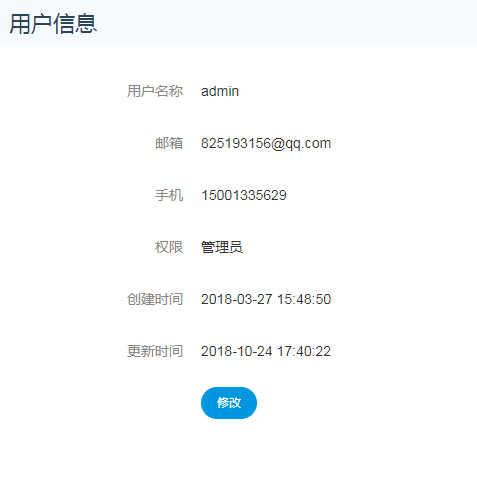 用户信息
用户名称 admin
邮箱 825193156@qq.com
手机 15001335629
权限 管理员
创建时间 2018-03-27 15:48:50
更新时间 2018-10-24 17:40:22
修改